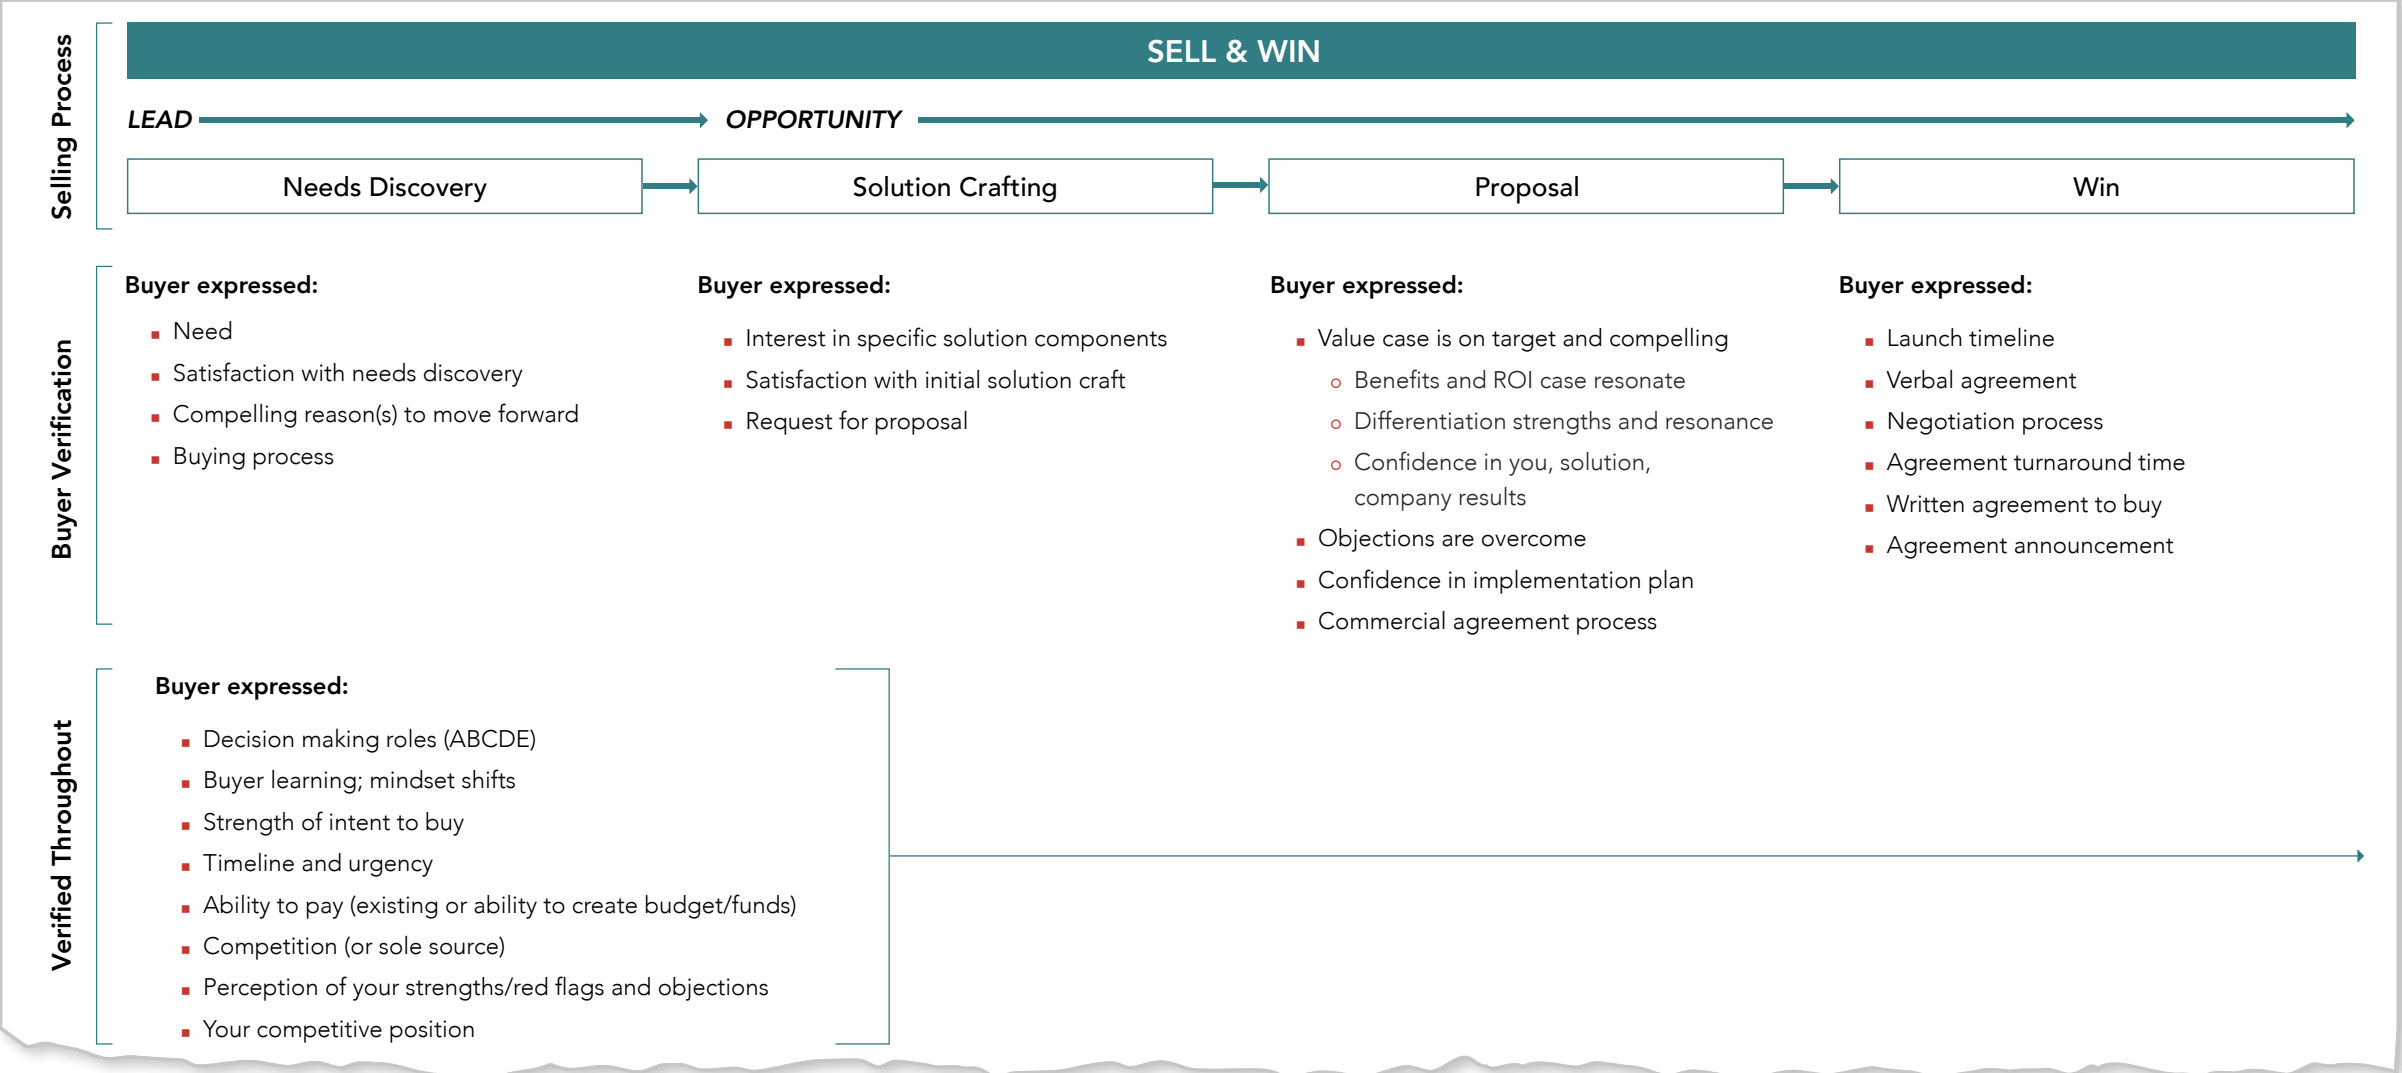 Selling Process
SELL & WIN
LEAD
OPPORTUNITY
Needs Discovery
Solution Crafting
Proposal
Win
Buyer Verification
Buyer expressed:
Need
Satisfaction with needs discovery
Compelling reason(s) to move forward
Buying process
Buyer expressed:
Interest in specific solution components
Satisfaction with initial solution craft
Request for proposal
Buyer expressed:
Value case is on target and compelling
Benefits and ROI case resonate
Differentiation strengths and resonance
Confidence in you, solution,
company results
Objections are overcome
Confidence in implementation plan
Commercial agreement process
Buyer expressed:
Launch timeline
Verbal agreement
Negotiation process
Agreement turnaround time
Written agreement to buy
Agreement announcement
Verified Throughout
Buyer expressed:
Decision making roles (ABCDE)
Buyer learning; mindset shifts
Strength of intent to buy
Timeline and urgency
Ability to pay (existing or ability to create budget/funds)
Competition (or sole source)
Perception of your strengths/red flags and objections
Your competitive position